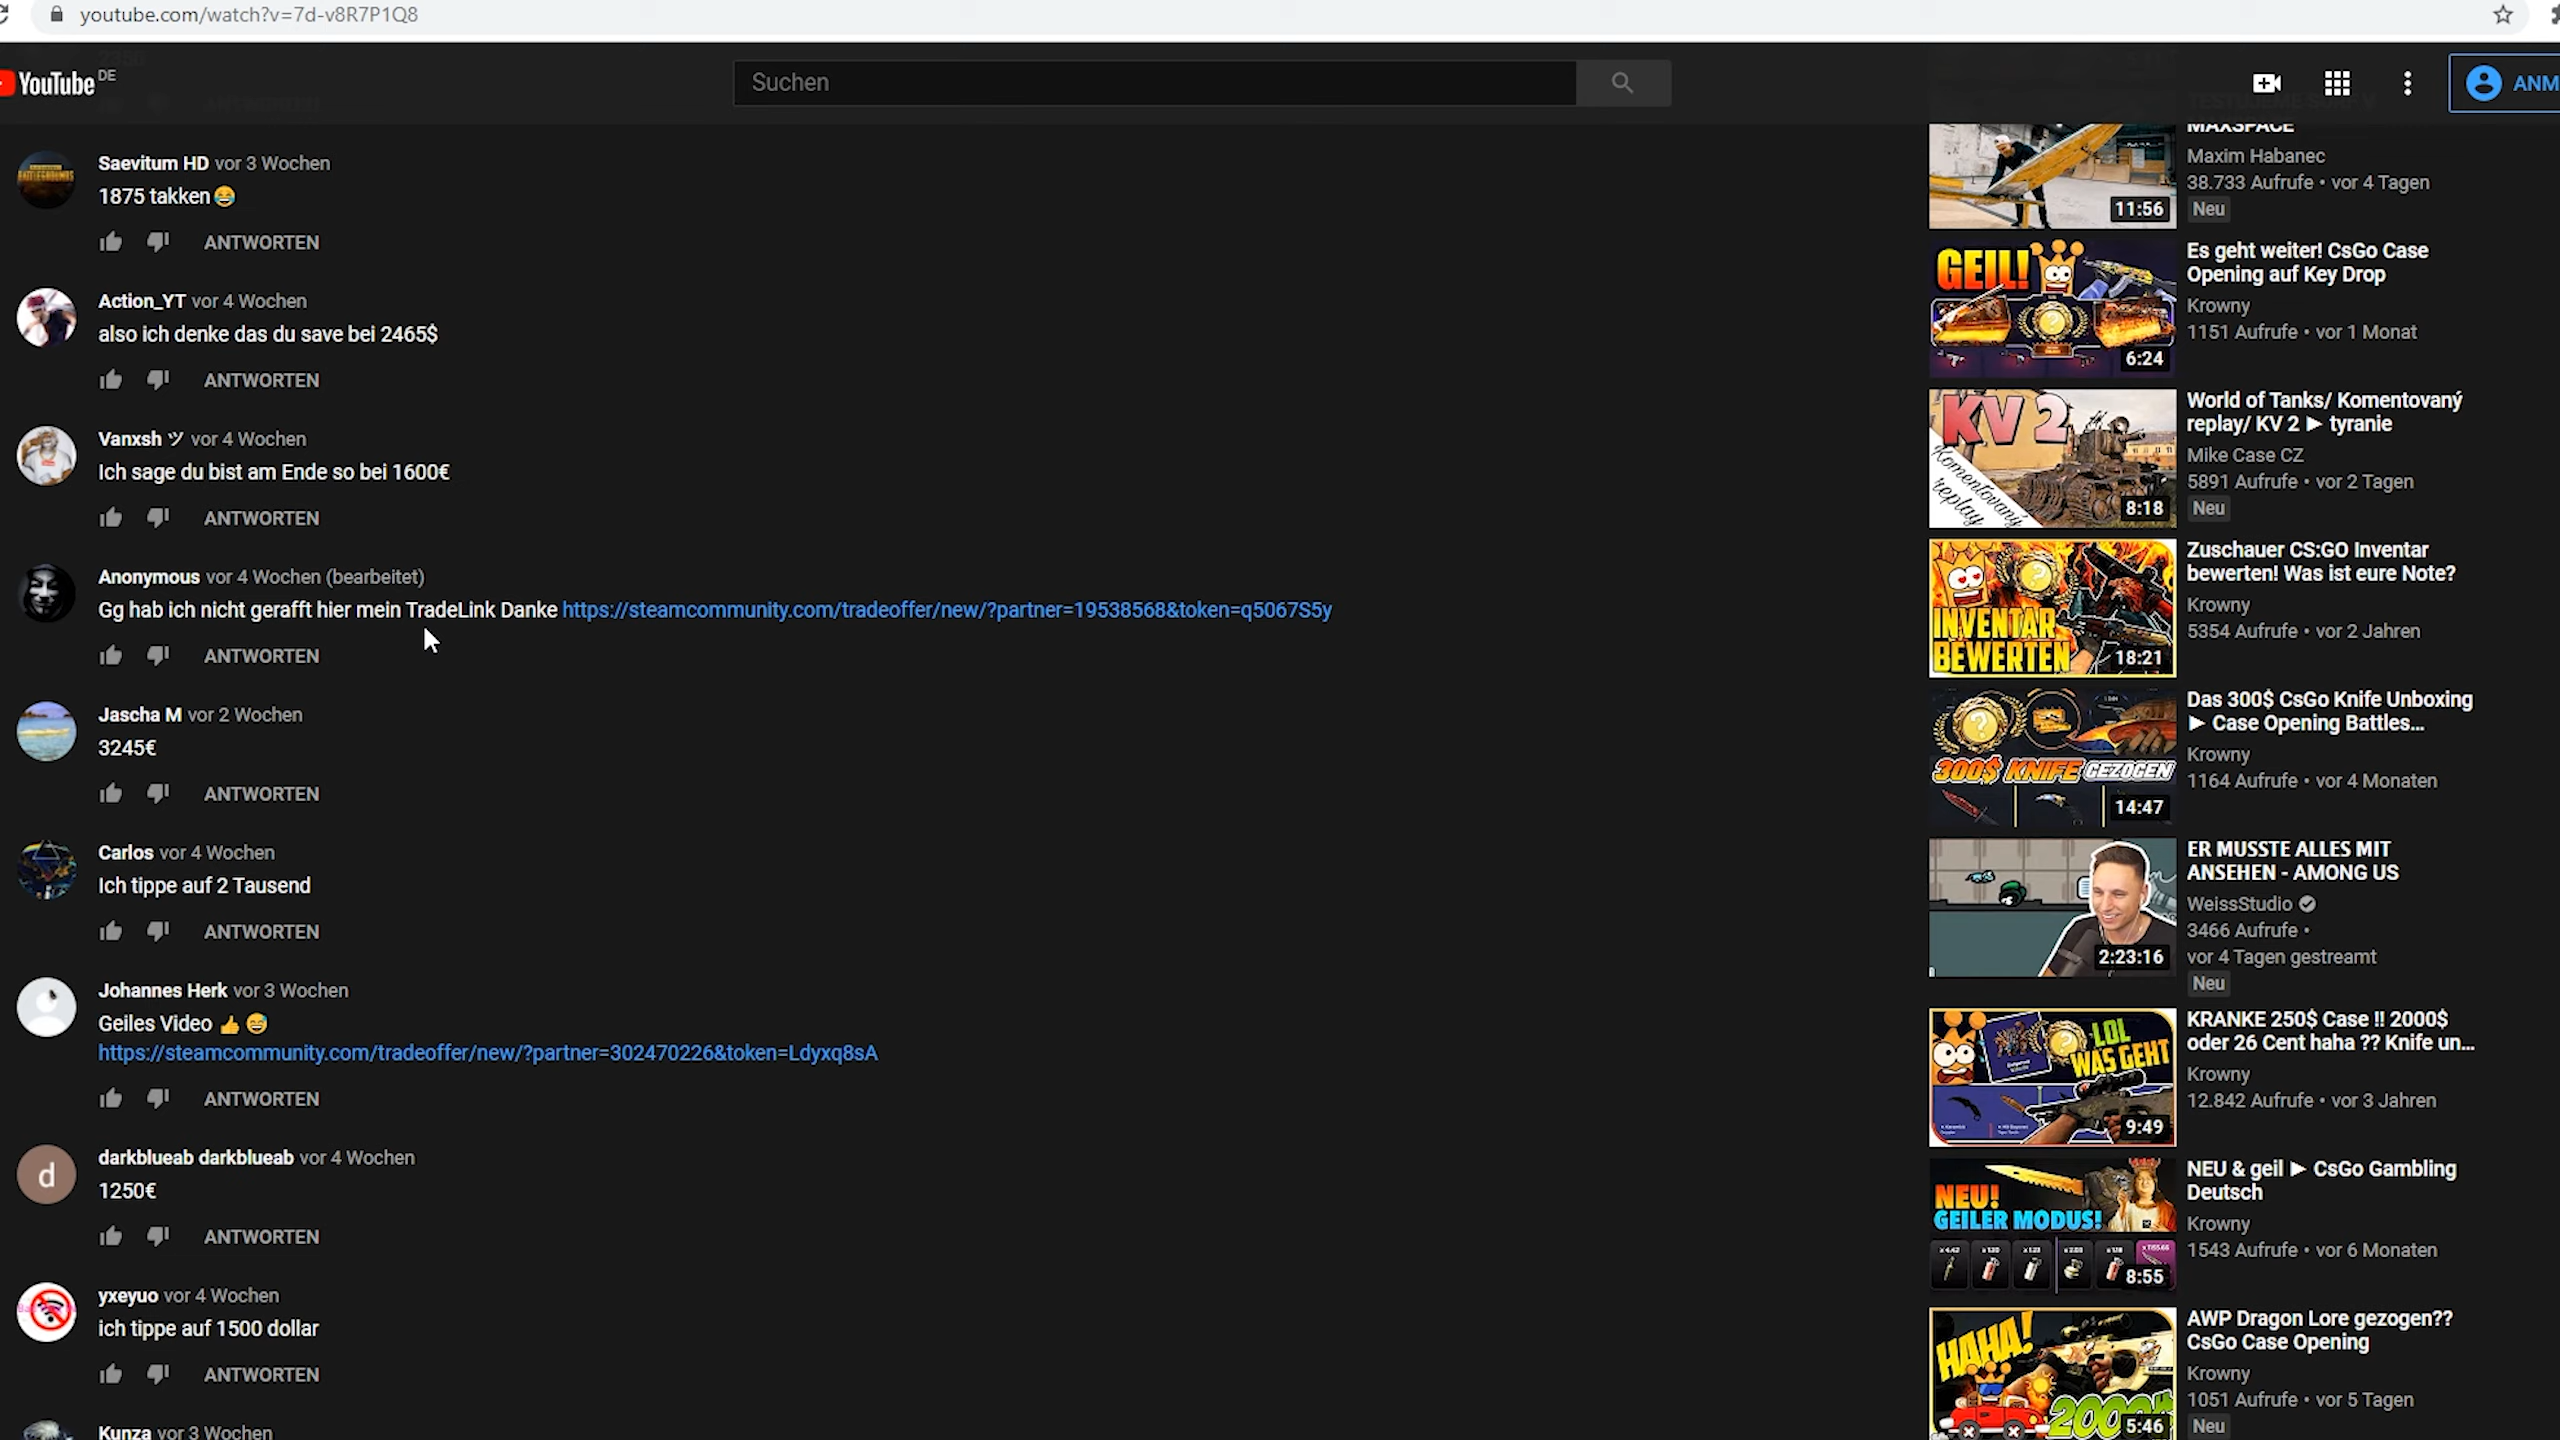 youtube.com/watch?v=7d-v8R7P1Q8
YouTube DE
Suchen
ANM
Saevitum HD vor 3 Wochen
1875 takken😂
ANTWORTEN
Action_YT vor 4 Wochen
also ich denke das du save bei 2465$
ANTWORTEN
Vanxsh ツ vor 4 Wochen
Ich sage du bist am Ende so bei 1600€
ANTWORTEN
Anonymous vor 4 Wochen (bearbeitet)
Gg hab ich nicht gerafft hier mein TradeLink Danke https://steamcommunity.com/tradeoffer/new/?partner=19538568&token=q5067S5y
ANTWORTEN
Jascha M vor 2 Wochen
3245€
ANTWORTEN
Carlos vor 4 Wochen
Ich tippe auf 2 Tausend
ANTWORTEN
Johannes Herk vor 3 Wochen
Geiles Video 👍 😅
https://steamcommunity.com/tradeoffer/new/?partner=302470226&token=Ldyxq8sA
ANTWORTEN
darkblueab darkblueab vor 4 Wochen
1250€
ANTWORTEN
yxeyuo vor 4 Wochen
ich tippe auf 1500 dollar
ANTWORTEN
Kunza vor 3 Wochen
MAXSPACE
Maxim Habanec
38.733 Aufrufe • vor 4 Tagen
Neu
11:56
GEIL!
6:24
Es geht weiter! CsGo Case
Opening auf Key Drop
Krowny
1151 Aufrufe • vor 1 Monat
KV 2
Komentovaný
replay
8:18
World of Tanks/ Komentovaný
replay/ KV 2 ► tyranie
Mike Case CZ
5891 Aufrufe • vor 2 Tagen
Neu
INVENTAR
BEWERTEN
18:21
Zuschauer CS:GO Inventar
bewerten! Was ist eure Note?
Krowny
5354 Aufrufe • vor 2 Jahren
300$ KNIFE GEZOGEN
14:47
Das 300$ CsGo Knife Unboxing
► Case Opening Battles...
Krowny
1164 Aufrufe • vor 4 Monaten
2:23:16
ER MUSSTE ALLES MIT
ANSEHEN - AMONG US
WeissStudio
3466 Aufrufe •
vor 4 Tagen gestreamt
Neu
LOL
WAS GEHT
9:49
KRANKE 250$ Case !! 2000$
oder 26 Cent haha ?? Knife un...
Krowny
12.842 Aufrufe • vor 3 Jahren
NEU!
GEILER MODUS!
8:55
NEU & geil ► CsGo Gambling
Deutsch
Krowny
1543 Aufrufe • vor 6 Monaten
HAHA!
5:46
AWP Dragon Lore gezogen??
CsGo Case Opening
Krowny
1051 Aufrufe • vor 5 Tagen
Neu